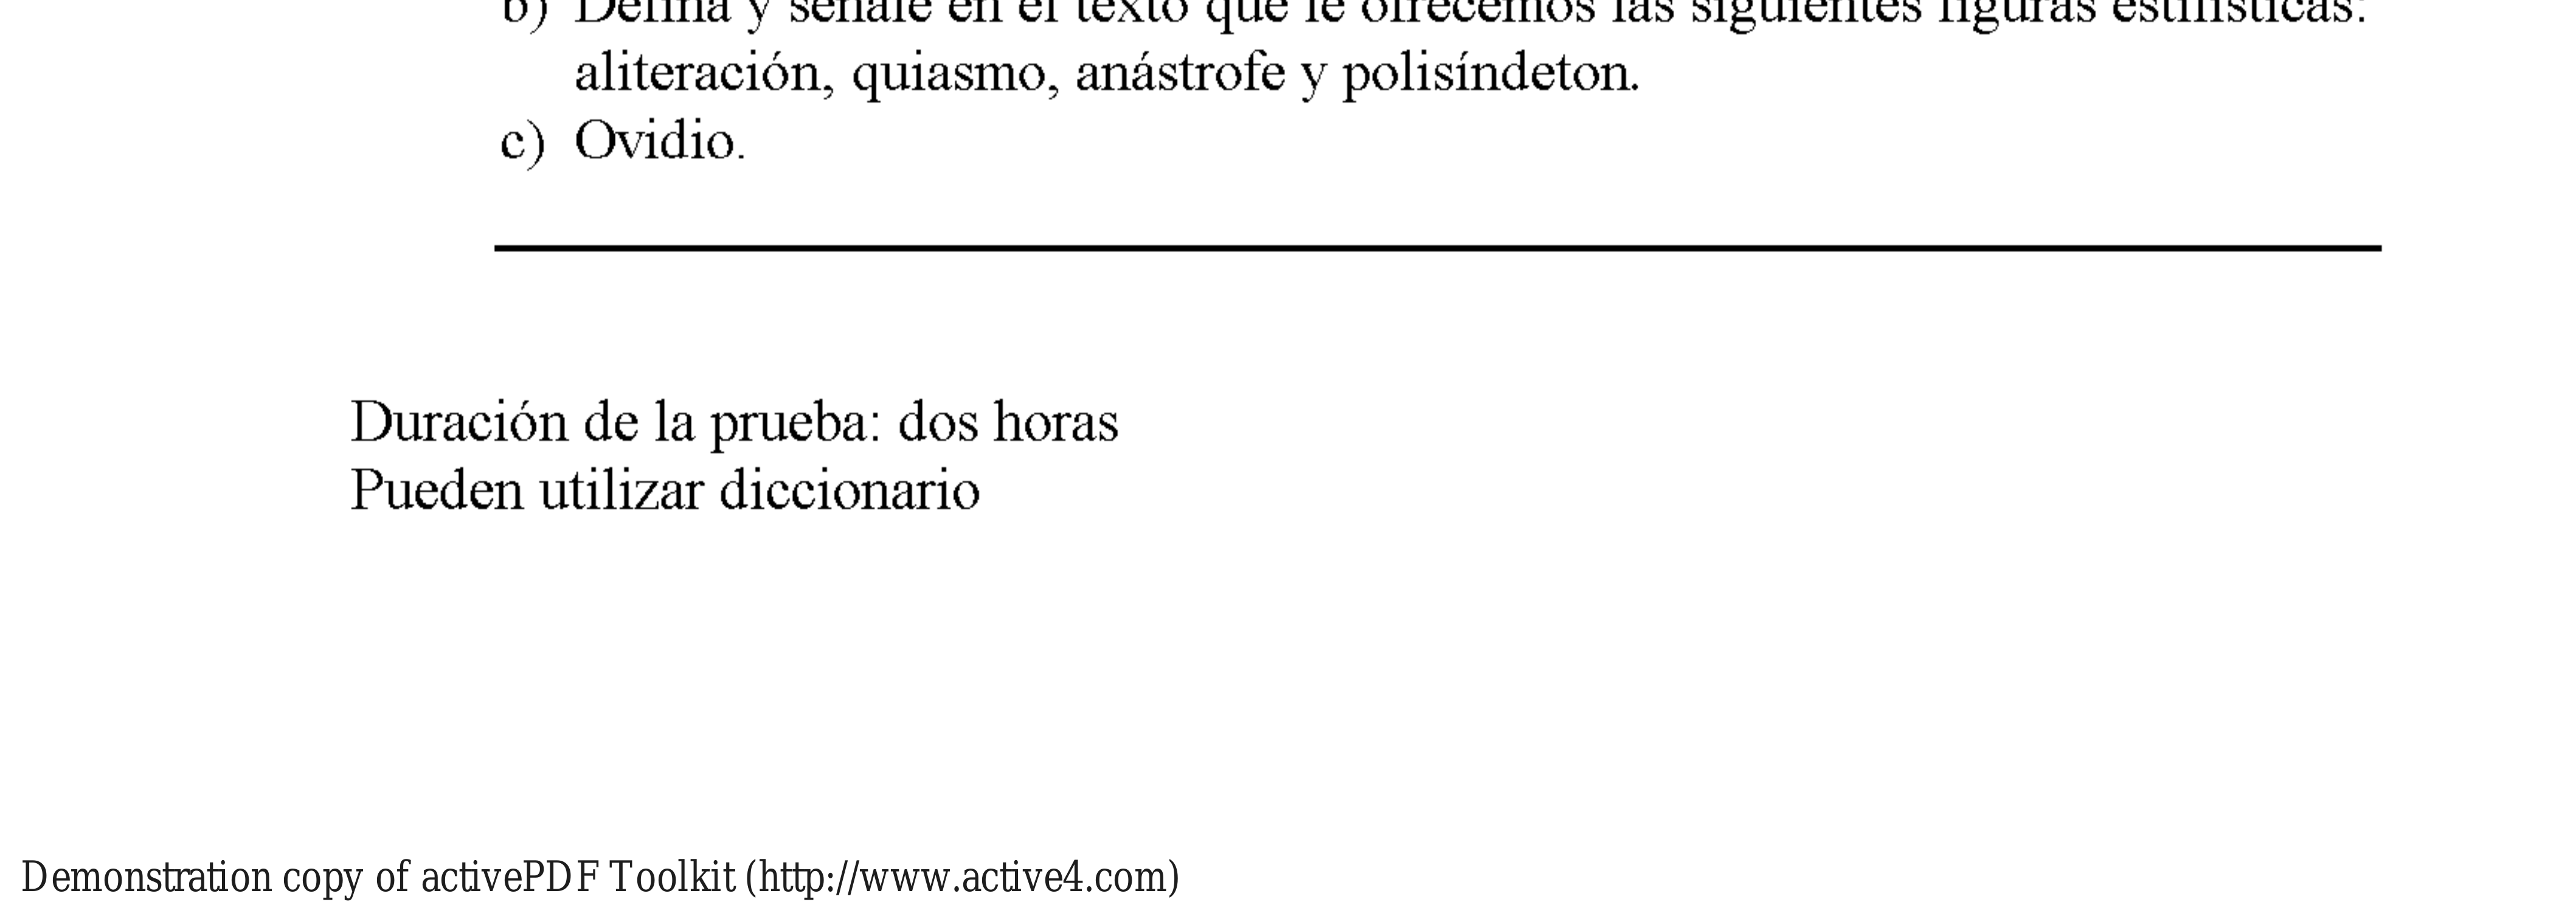 b) Defina y señale en el texto que le ofrecemos las siguientes figuras estilísticas:
aliteración, quiasmo, anástrofe y polisíndeton.
c) Ovidio.
Duración de la prueba: dos horas
Pueden utilizar diccionario
Demonstration copy of activePDF Toolkit (http://www.active4.com)